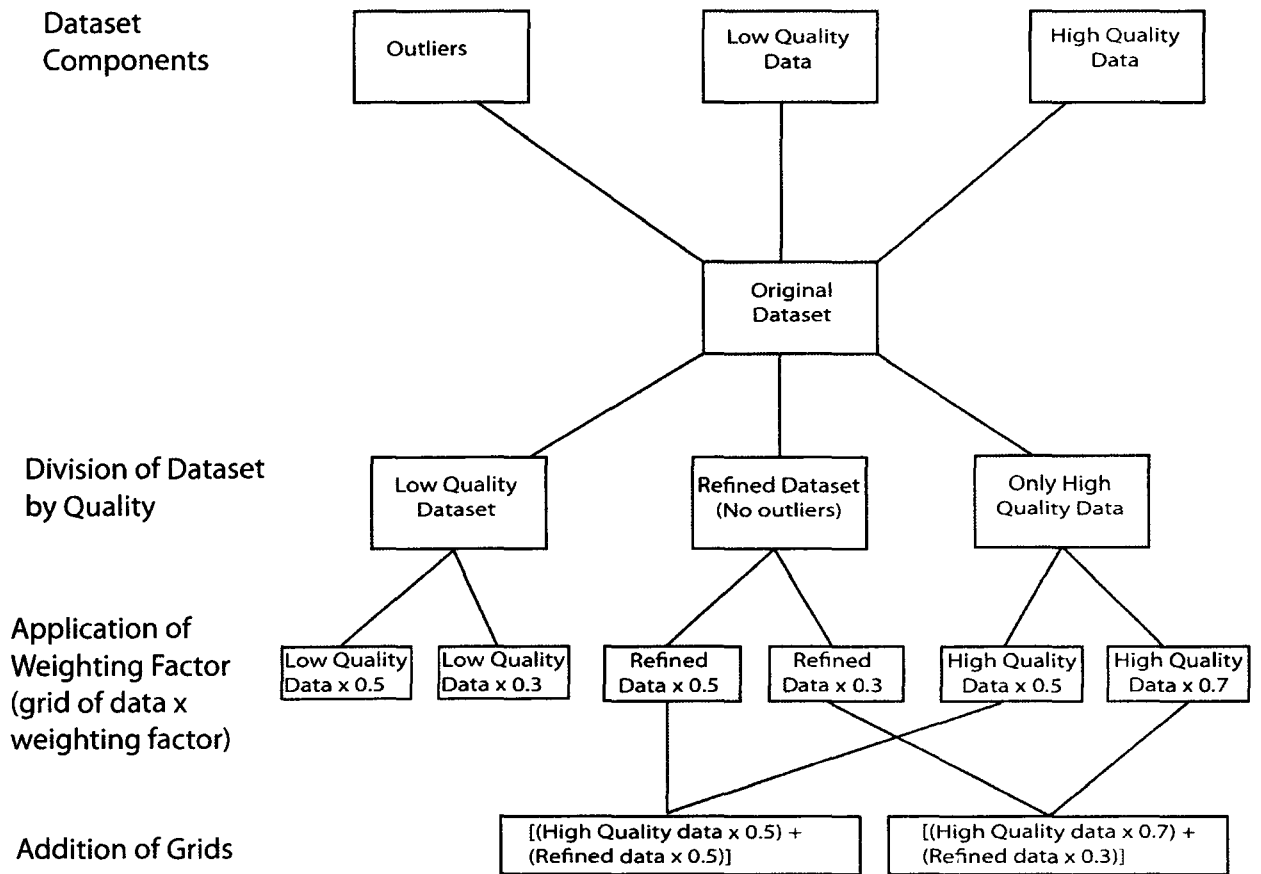 Dataset
Components
Outliers
Low Quality
Data
High Quality
Data
Original
Dataset
Division of Dataset
by Quality
Low Quality
Dataset
Refined Dataset
(No outliers)
Only High
Quality Data
Application of
Weighting Factor
(grid of data x
weighting factor)
Low Quality
Data x 0.5
Low Quality
Data x 0.3
Refined
Data x 0.5
Refined
Data x 0.3
High Quality
Data x 0.5
High Quality
Data x 0.7
Addition of Grids
[(High Quality data x 0.5) +
(Refined data x 0.5)]
[(High Quality data x 0.7) +
(Refined data x 0.3)]